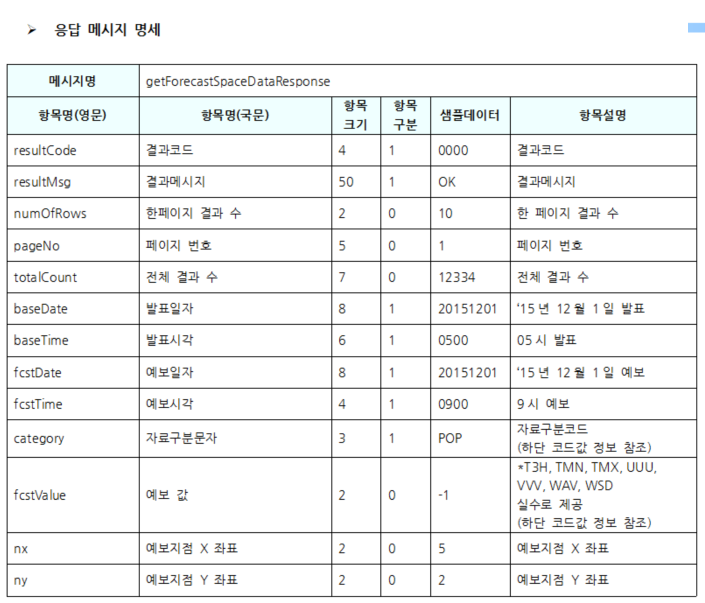 ➢ 응답 메시지 명세
메시지명 getForecastSpaceDataResponse
항목명(영문) 항목명(국문) 항목 크기 항목 구분 샘플데이터 항목설명
resultCode 결과코드 4 1 0000 결과코드
resultMsg 결과메시지 50 1 OK 결과메시지
numOfRows 한페이지 결과 수 2 0 10 한 페이지 결과 수
pageNo 페이지 번호 5 0 1 페이지 번호
totalCount 전체 결과 수 7 0 12334 전체 결과 수
baseDate 발표일자 8 1 20151201 ‘15년 12월 1일 발표
baseTime 발표시각 6 1 0500 05시 발표
fcstDate 예보일자 8 1 20151201 ‘15년 12월 1일 예보
fcstTime 예보시각 4 1 0900 9시 예보
category 자료구분문자 3 1 POP 자료구분코드
(하단 코드값 정보 참조)
fcstValue 예보 값 2 0 -1 *T3H, TMN, TMX, UUU,
VVV, WAV, WSD
실수로 제공
(하단 코드값 정보 참조)
nx 예보지점 X 좌표 2 0 5 예보지점 X 좌표
ny 예보지점 Y 좌표 2 0 2 예보지점 Y 좌표